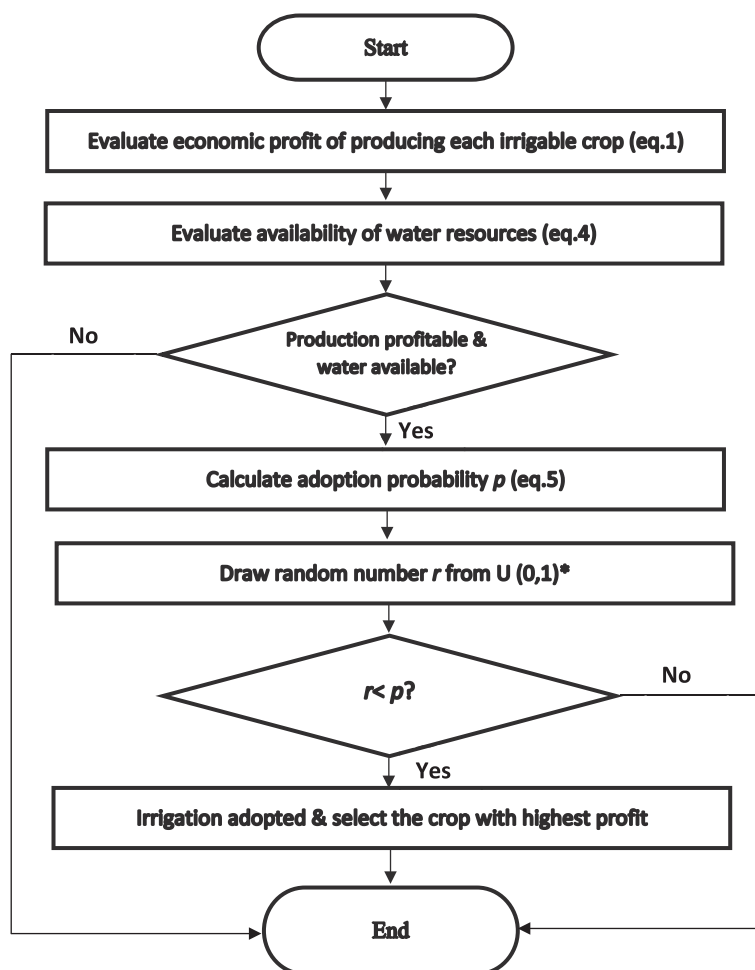 Start
Evaluate economic profit of producing each irrigable crop (eq.1)
Evaluate availability of water resources (eq.4)
No
Production profitable &
water available?
Yes
Calculate adoption probability p (eq.5)
Draw random number r from U (0,1)*
r< p?
No
Yes
Irrigation adopted & select the crop with highest profit
End